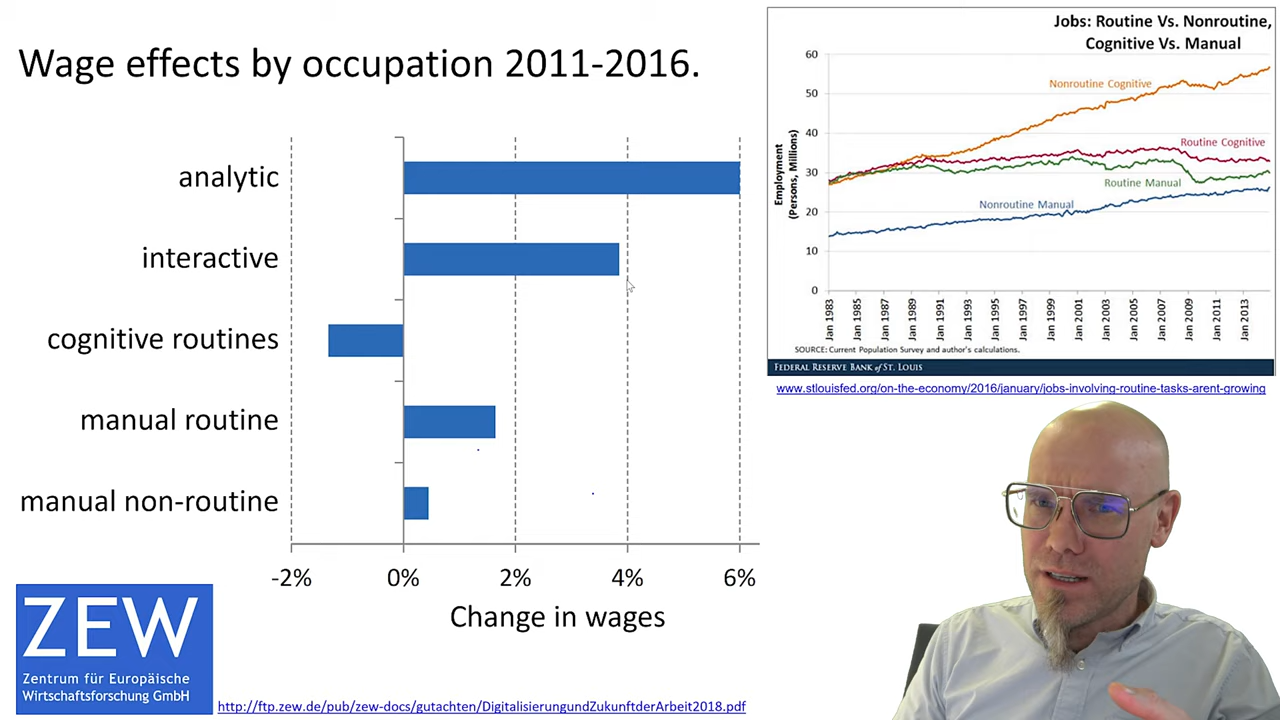 Wage effects by occupation 2011-2016.
analytic
interactive
cognitive routines
manual routine
manual non-routine
-2%
0%
2%
4%
6%
Change in wages
ZEW
Zentrum für Europäische
Wirtschaftsforschung GmbH
http://ftp.zew.de/pub/zew-docs/gutachten/DigitalisierungundZukunftderArbeit2018.pdf
Jobs: Routine Vs. Nonroutine,
Cognitive Vs. Manual
Employment
(Persons, Millions)
60
50
40
30
20
10
0
Nonroutine Cognitive
Routine Cognitive
Routine Manual
Nonroutine Manual
Jan 1983
Jan 1985
Jan 1987
Jan 1989
Jan 1991
Jan 1993
Jan 1995
Jan 1997
Jan 1999
Jan 2001
Jan 2003
Jan 2005
Jan 2007
Jan 2009
Jan 2011
Jan 2013
SOURCE: Current Population Survey and author's calculations.
FEDERAL RESERVE BANK of ST. LOUIS
www.stlouisfed.org/on-the-economy/2016/january/jobs-involving-routine-tasks-arent-growing